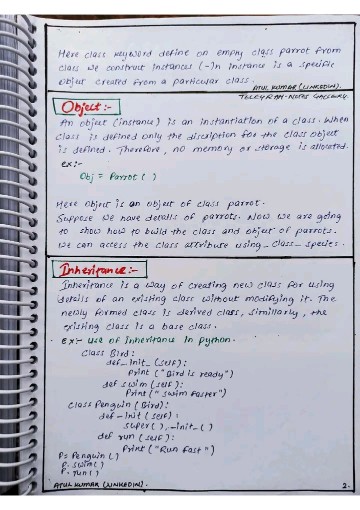 Here class keyword define an empty class parrot from
class we construct instances (-) n instance is a specific
object created from a particular class.
ATUL KUMAR (LINKEDIN).
TELEGRAM-NOTES GALLERY.
Object :-
An object (instance) is an instantiation of a class. When
class is defined only the discription for the class object
is defined. Therefore, no memory or storage is allocated.
ex:-
Obj = Parrot ( )
Here object is an object of class parrot.
Suppose we have details of parrots. Now we are going
to show how to build the class and object of parrots.
We can access the class attribute using _class_ species.
Inheritance :-
Inheritance is a way of creating new class for using
details of an existing class without modifying it. The
newly formed class is derived class, similarly, the
existing class is a base class.
Ex:- Use of inheritance in python.
class Bird:
def _init_ (self):
Print ("Bird is ready")
def swim (self):
Print ("swim faster")
class Penguin (Bird):
def -init (self):
super( ), -init_( )
def run (self):
Print ("Run fast")
P= Penguin ( )
P. swim( )
P. run( )
ATUL KUMAR (LINKEDIN).
2.